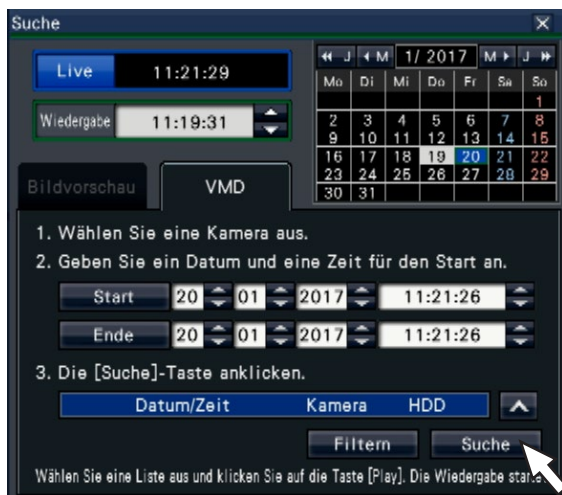 Suche
Live 11:21:29
Wiedergabe 11:19:31
J M 1/ 2017 M J
Mo Di Mi Do Fr Sa So
1
2 3 4 5 6 7 8
9 10 11 12 13 14 15
16 17 18 19 20 21 22
23 24 25 26 27 28 29
30 31
Bildvorschau VMD
1. Wählen Sie eine Kamera aus.
2. Geben Sie ein Datum und eine Zeit für den Start an.
Start 20 01 2017 11:21:26
Ende 20 01 2017 11:21:26
3. Die [Suche]-Taste anklicken.
Datum/Zeit Kamera HDD
Filtern Suche
Wählen Sie eine Liste aus und klicken Sie auf die Taste [Play]. Die Wiedergabe